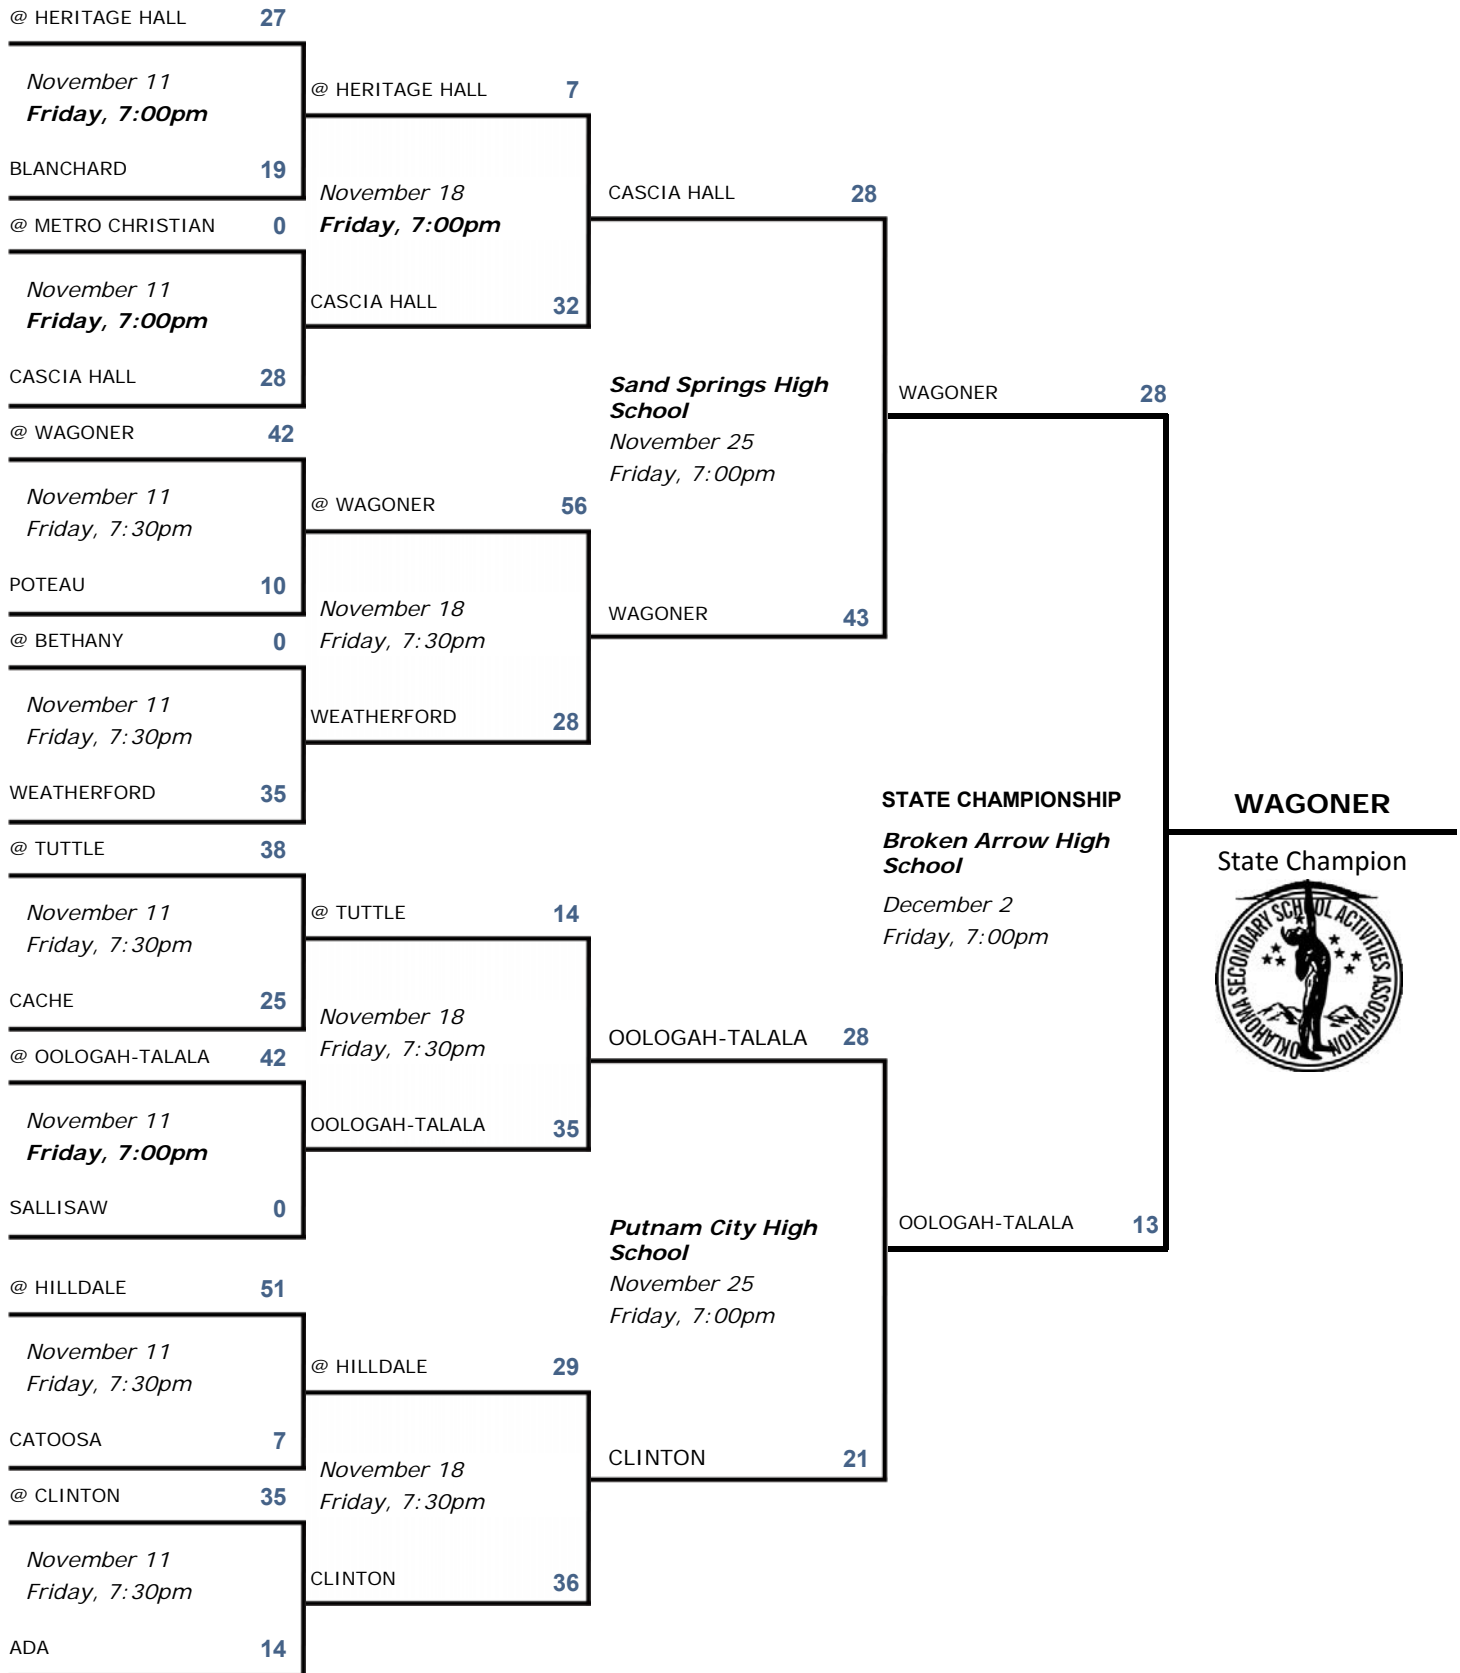 @ HERITAGE HALL 27
November 11
Friday, 7:00pm
BLANCHARD 19
@ METRO CHRISTIAN 0
November 11
Friday, 7:00pm
CASCIA HALL 28
@ WAGONER 42
November 11
Friday, 7:30pm
POTEAU 10
@ BETHANY 0
November 11
Friday, 7:30pm
WEATHERFORD 35
@ TUTTLE 38
November 11
Friday, 7:30pm
CACHE 25
@ OOLOGAH-TALALA 42
November 11
Friday, 7:00pm
SALLISAW 0
@ HILLDALE 51
November 11
Friday, 7:30pm
CATOOSA 7
@ CLINTON 35
November 11
Friday, 7:30pm
ADA 14
@ HERITAGE HALL 7
November 18
Friday, 7:00pm
CASCIA HALL 32
@ WAGONER 56
November 18
Friday, 7:30pm
WEATHERFORD 28
@ TUTTLE 14
November 18
Friday, 7:30pm
OOLOGAH-TALALA 35
@ HILLDALE 29
November 18
Friday, 7:30pm
CLINTON 36
CASCIA HALL 28
Sand Springs High
School
November 25
Friday, 7:00pm
WAGONER 43
OOLOGAH-TALALA 28
Putnam City High
School
November 25
Friday, 7:00pm
CLINTON 21
WAGONER 28
STATE CHAMPIONSHIP
Broken Arrow High
School
December 2
Friday, 7:00pm
OOLOGAH-TALALA 13
WAGONER
State Champion
OKLAHOMA SECONDARY SCHOOL ACTIVITIES ASSOCIATION